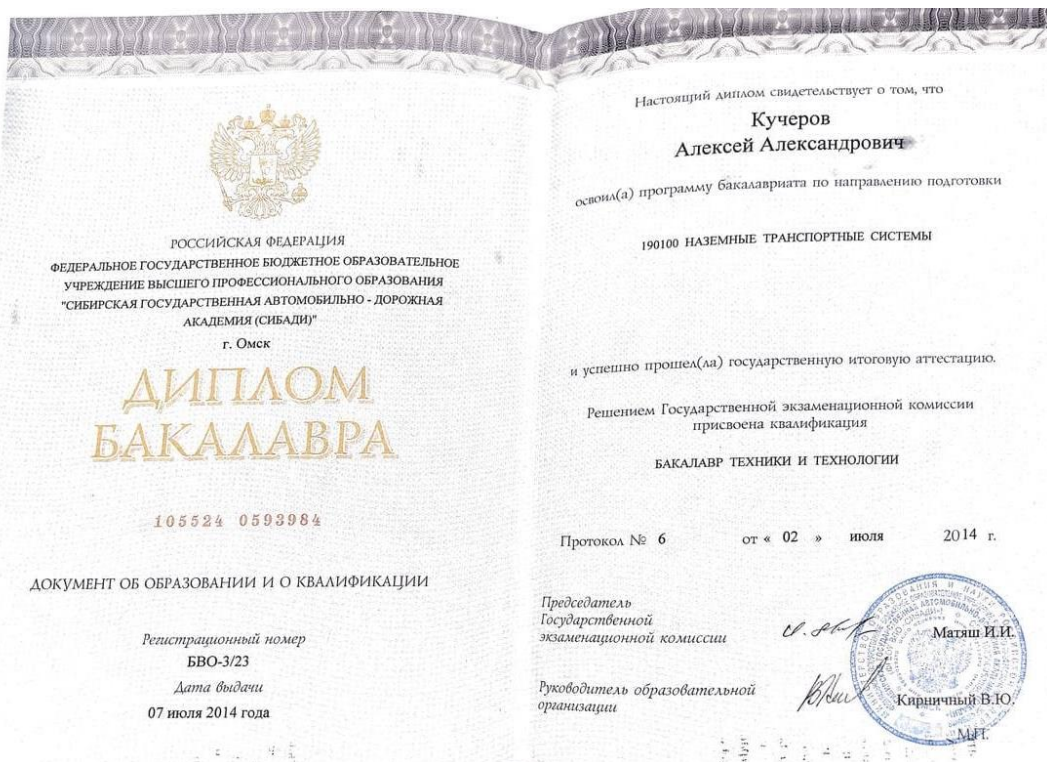 РОССИЙСКАЯ ФЕДЕРАЦИЯ
ФЕДЕРАЛЬНОЕ ГОСУДАРСТВЕННОЕ БЮДЖЕТНОЕ ОБРАЗОВАТЕЛЬНОЕ
УЧРЕЖДЕНИЕ ВЫСШЕГО ПРОФЕССИОНАЛЬНОГО ОБРАЗОВАНИЯ
"СИБИРСКАЯ ГОСУДАРСТВЕННАЯ АВТОМОБИЛЬНО - ДОРОЖНАЯ
АКАДЕМИЯ (СИБАДИ)"
г. Омск
ДИПЛОМ
БАКАЛАВРА
105524 0593984
ДОКУМЕНТ ОБ ОБРАЗОВАНИИ И О КВАЛИФИКАЦИИ
Регистрационный номер
БВО-3/23
Дата выдачи
07 июля 2014 года
Настоящий диплом свидетельствует о том, что
Кучеров
Алексей Александрович
освоил(а) программу бакалавриата по направлению подготовки
190100 НАЗЕМНЫЕ ТРАНСПОРТНЫЕ СИСТЕМЫ
и успешно прошел(ла) государственную итоговую аттестацию.
Решением Государственной экзаменационной комиссии
присвоена квалификация
БАКАЛАВР ТЕХНИКИ И ТЕХНОЛОГИИ
Протокол № 6 от « 02 » июля 2014 г.
Председатель
Государственной
экзаменационной комиссии Матяш И.И.
Руководитель образовательной
организации Кирничный В.Ю.
М.П.